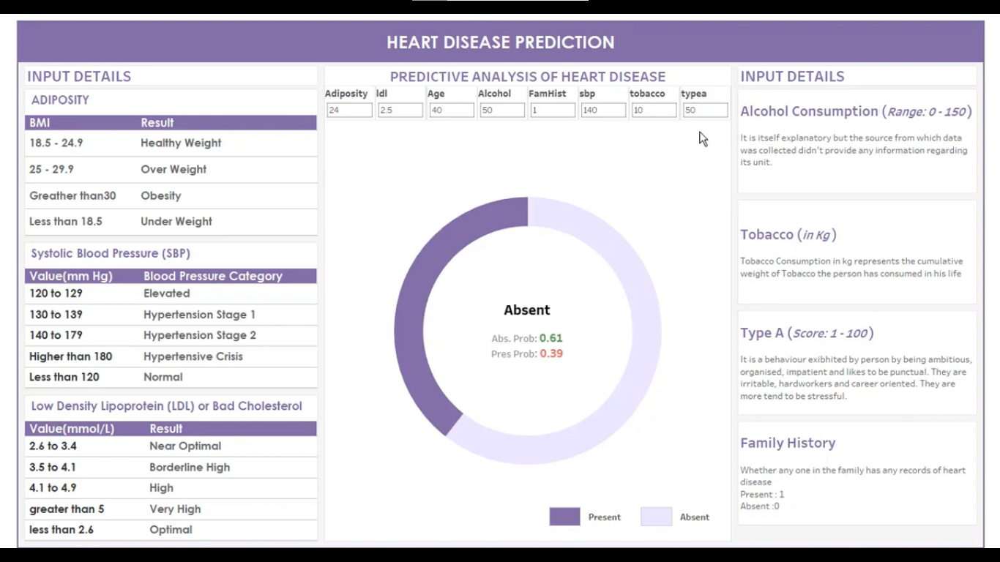 HEART DISEASE PREDICTION
INPUT DETAILS
ADIPOSITY
BMI Result
18.5 - 24.9 Healthy Weight
25 - 29.9 Over Weight
Greather than30 Obesity
Less than 18.5 Under Weight
Systolic Blood Pressure (SBP)
Value(mm Hg) Blood Pressure Category
120 to 129 Elevated
130 to 139 Hypertension Stage 1
140 to 179 Hypertension Stage 2
Higher than 180 Hypertensive Crisis
Less than 120 Normal
Low Density Lipoprotein (LDL) or Bad Cholesterol
Value(mmol/L) Result
2.6 to 3.4 Near Optimal
3.5 to 4.1 Borderline High
4.1 to 4.9 High
greater than 5 Very High
less than 2.6 Optimal
PREDICTIVE ANALYSIS OF HEART DISEASE
Adiposity ldl Age Alcohol FamHist sbp tobacco typea
24 2.5 40 50 1 140 10 50
Absent
Abs. Prob: 0.61
Pres Prob: 0.39
Present Absent
INPUT DETAILS
Alcohol Consumption (Range: 0 - 150)
It is itself explanatory but the source from which data
was collected didn't provide any information regarding
its unit.
Tobacco (in Kg)
Tobacco Consumption in kg represents the cumulative
weight of Tobacco the person has consumed in his life
Type A (Score: 1 - 100)
It is a behaviour exibhited by person by being ambitious,
organised, impatient and likes to be punctual. They are
irritable, hardworkers and career oriented. They are
more tend to be stressful.
Family History
Whether any one in the family has any records of heart
disease
Present : 1
Absent :0